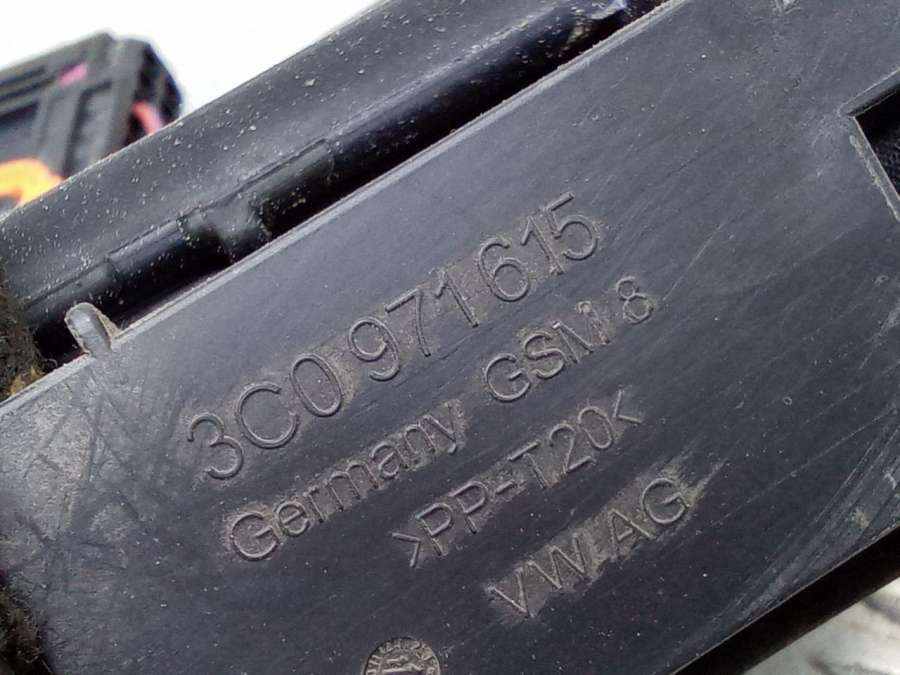 3C0 971 615
Germany GSM 8
>PP-T20<
VW AG